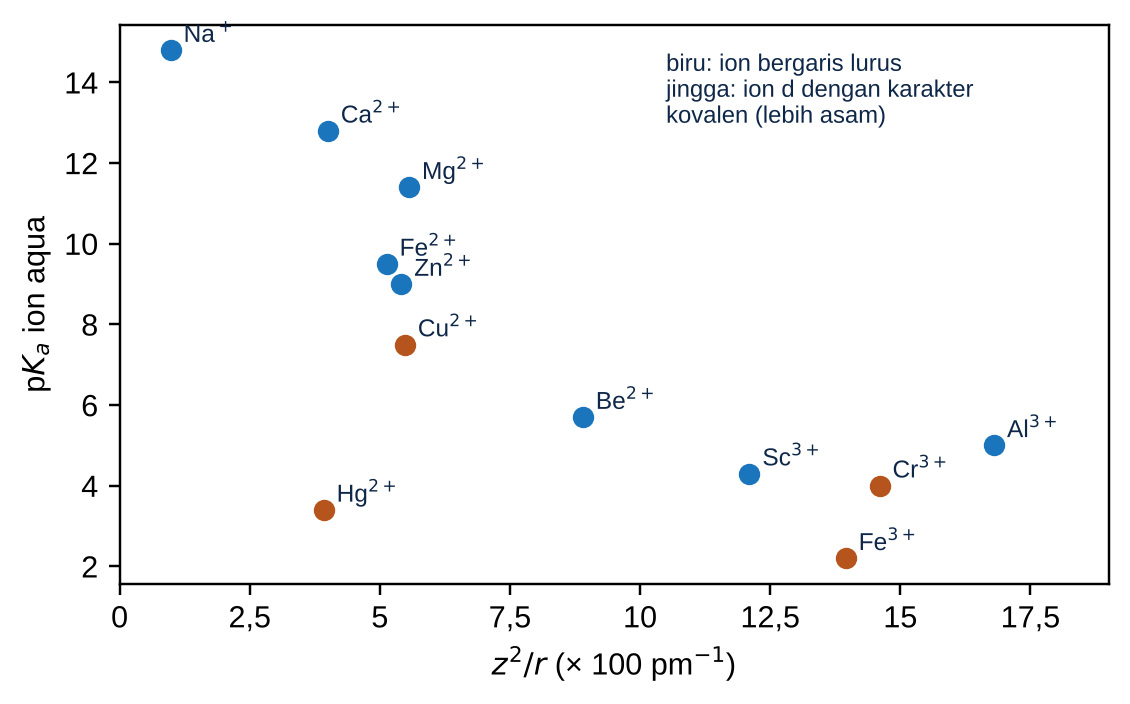 Na⁺
biru: ion bergaris lurus
jingga: ion d dengan karakter
kovalen (lebih asam)
Ca²⁺
Mg²⁺
Fe²⁺
Zn²⁺
Cu²⁺
Be²⁺
Al³⁺
Sc³⁺
Cr³⁺
Hg²⁺
Fe³⁺
14
12
10
8
6
4
2
pKₐ ion aqua
0 2,5 5 7,5 10 12,5 15 17,5
z²/r (× 100 pm⁻¹)